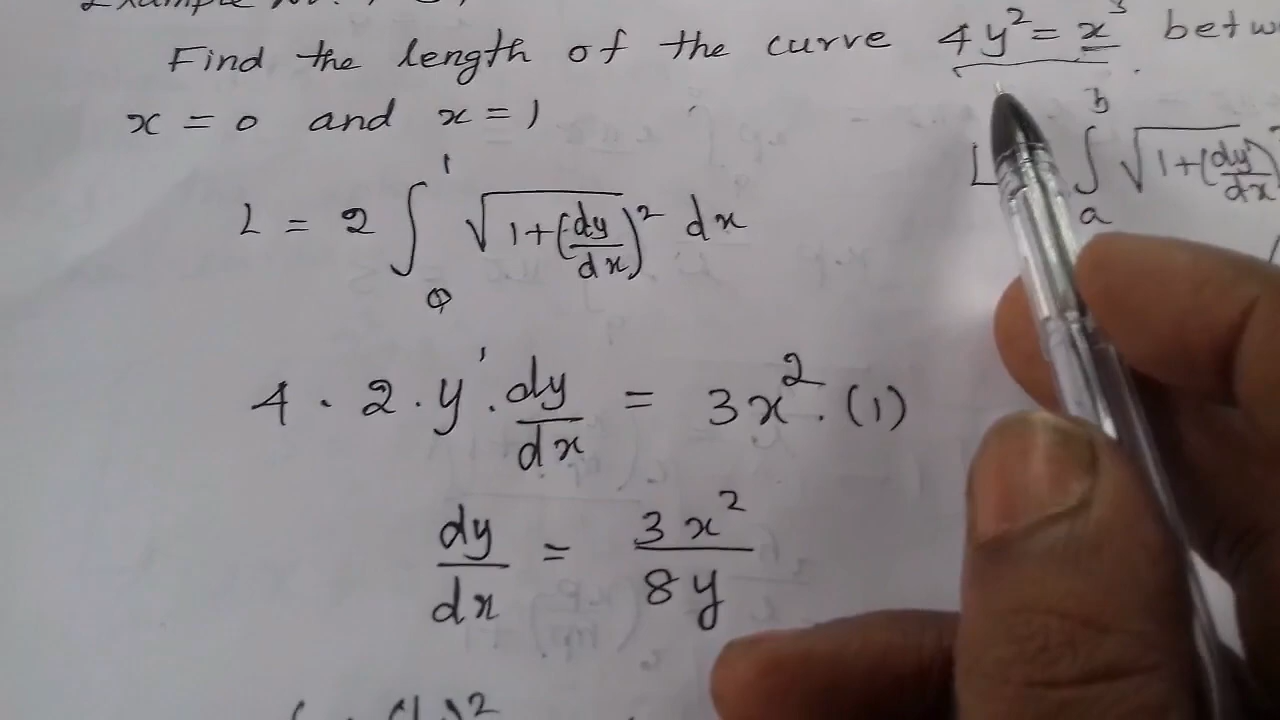 Find the length of the curve 4y² = x³
x = 0 and x = 1
∫ₐᵇ √1+(dy/dx)
L = 2 ∫₀¹ √1+(dy/dx)² dx
4 · 2 · y¹ · dy/dx = 3x² · (1)
dy/dx = 3x²/8y